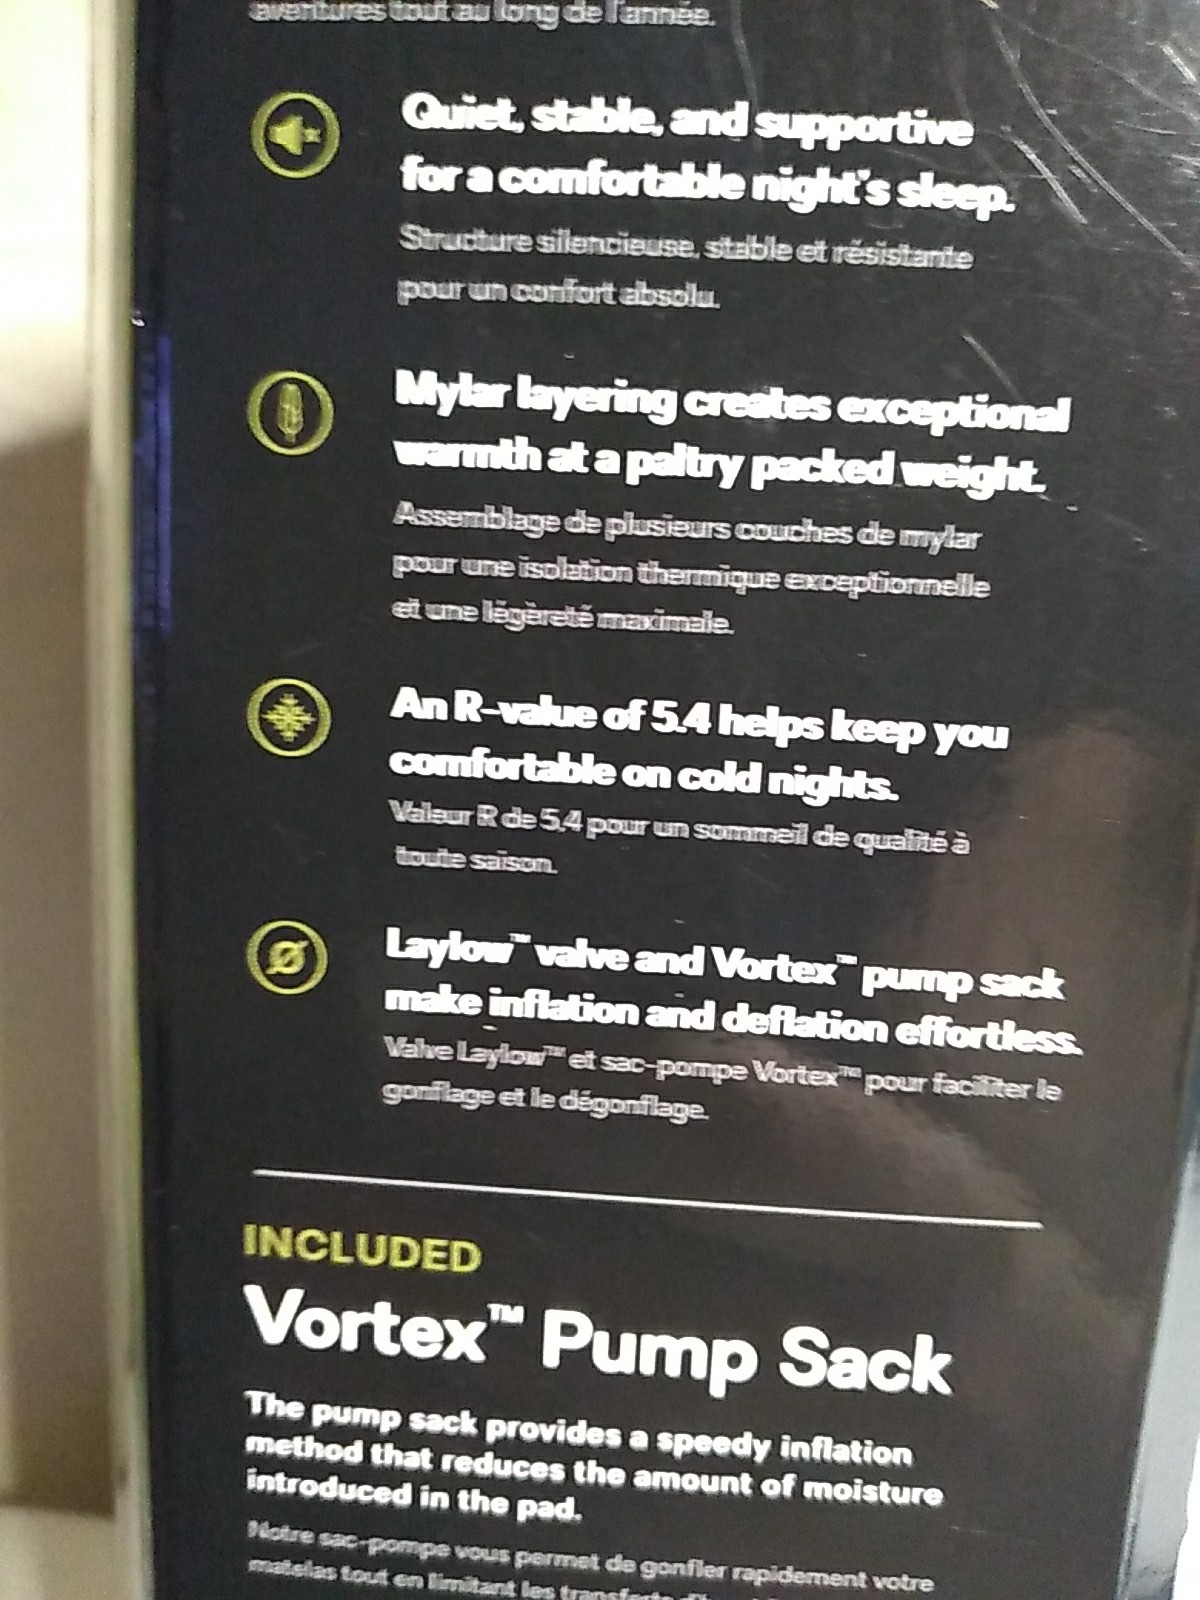 aventures tout au long de l'année.
Quiet, stable, and supportive
for a comfortable night's sleep.
Structure silencieuse, stable et résistante
pour un confort absolu.
Mylar layering creates exceptional
warmth at a paltry packed weight.
Assemblage de plusieurs couches de mylar
pour une isolation thermique exceptionnelle
et une légèreté maximale.
An R-value of 5.4 helps keep you
comfortable on cold nights.
Valeur R de 5,4 pour un sommeil de qualité à
toute saison.
Laylow™ valve and Vortex™ pump sack
make inflation and deflation effortless.
Valve Laylow™ et sac-pompe Vortex™ pour faciliter le
gonflage et le dégonflage.
INCLUDED
Vortex™ Pump Sack
The pump sack provides a speedy inflation
method that reduces the amount of moisture
introduced in the pad.
Notre sac-pompe vous permet de gonfler rapidement votre
matelas tout en limitant les transferts